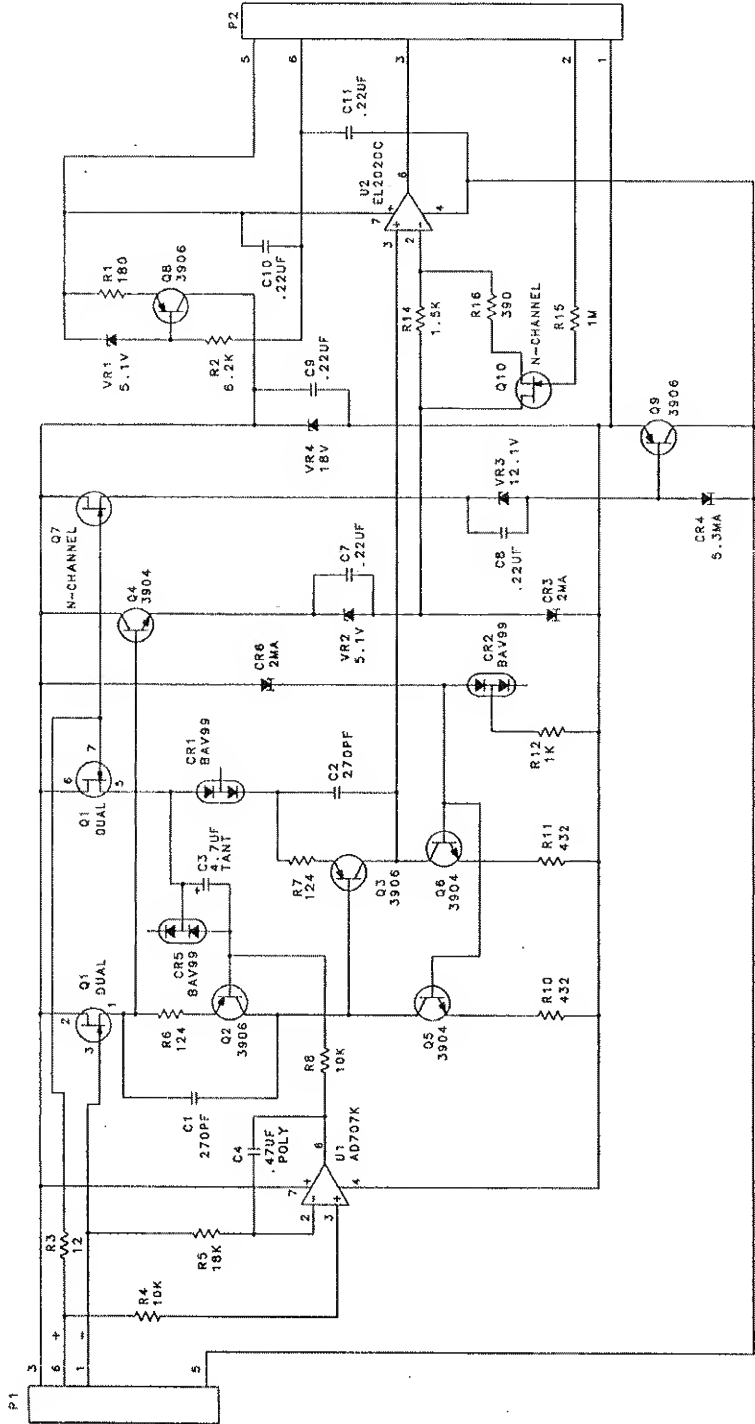 P1
3
6 +
1 -
5
R3
12
R4
10K
R5
18K
C4
.47UF
POLY
2
3
7
+
-
+
4
6
U1
AD707K
C1
270PF
R8
10K
2
3
1
Q1
DUAL
R6
124
Q2
3906
CR5
BAV99
C3
+
4.7UF
TANT
Q5
3904
R10
432
6
7
5
Q1
DUAL
CR1
BAV99
R7
124
C2
270PF
Q3
3906
Q6
3904
R11
432
R12
1K
CR6
2MA
CR2
BAV99
Q4
3904
C7
.22UF
VR2
5.1V
CR3
2MA
Q7
N-CHANNEL
C8
.22UF
VR3
12.1V
CR4
5.3MA
Q9
3906
VR4
18V
C9
.22UF
VR1
5.1V
R1
180
Q8
3906
R2
6.2K
C10
.22UF
R14
1.5K
Q10
N-CHANNEL
R16
390
R15
1M
3
2
7
+
+
-
4
6
U2
EL2020C
C11
.22UF
5
6
3
2
1
P2